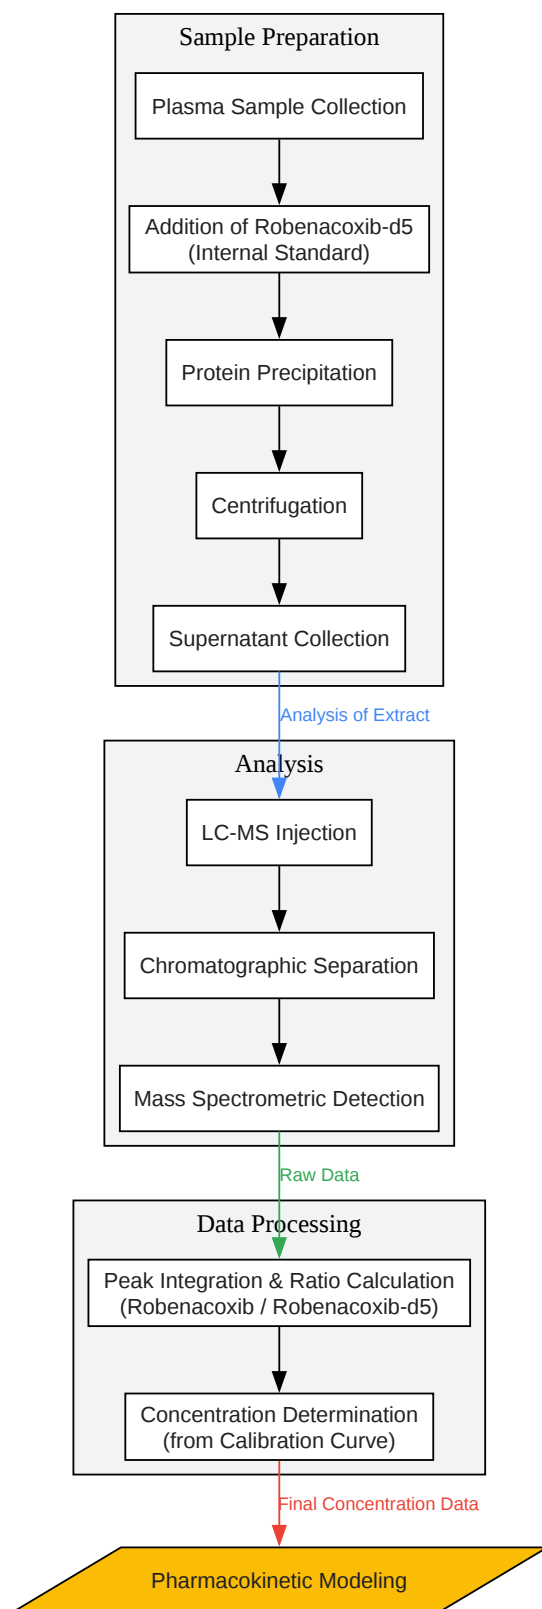 Sample Preparation
Plasma Sample Collection
Addition of Robenacoxib-d5
(Internal Standard)
Protein Precipitation
Centrifugation
Supernatant Collection
Analysis of Extract
Analysis
LC-MS Injection
Chromatographic Separation
Mass Spectrometric Detection
Raw Data
Data Processing
Peak Integration & Ratio Calculation
(Robenacoxib / Robenacoxib-d5)
Concentration Determination
(from Calibration Curve)
Final Concentration Data
Pharmacokinetic Modeling